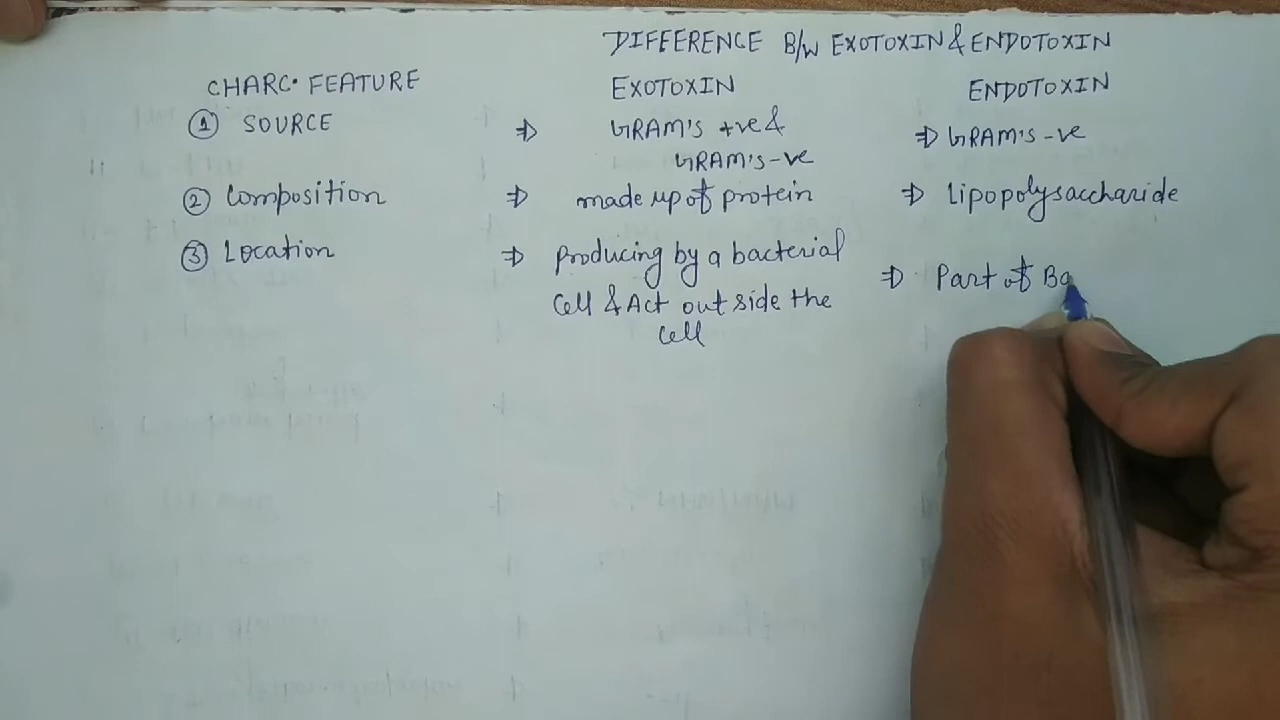 DIFFERENCE B/W EXOTOXIN & ENDOTOXIN
CHARC. FEATURE EXOTOXIN ENDOTOXIN
① SOURCE ⇒ GRAM'S +ve & ⇒ GRAM'S -ve
GRAM'S -ve
② Composition ⇒ made up of protein ⇒ Lipopolysaccharide
③ Location ⇒ Producing by a bacterial ⇒ Part of Ba
Cell & Act out side the
Cell